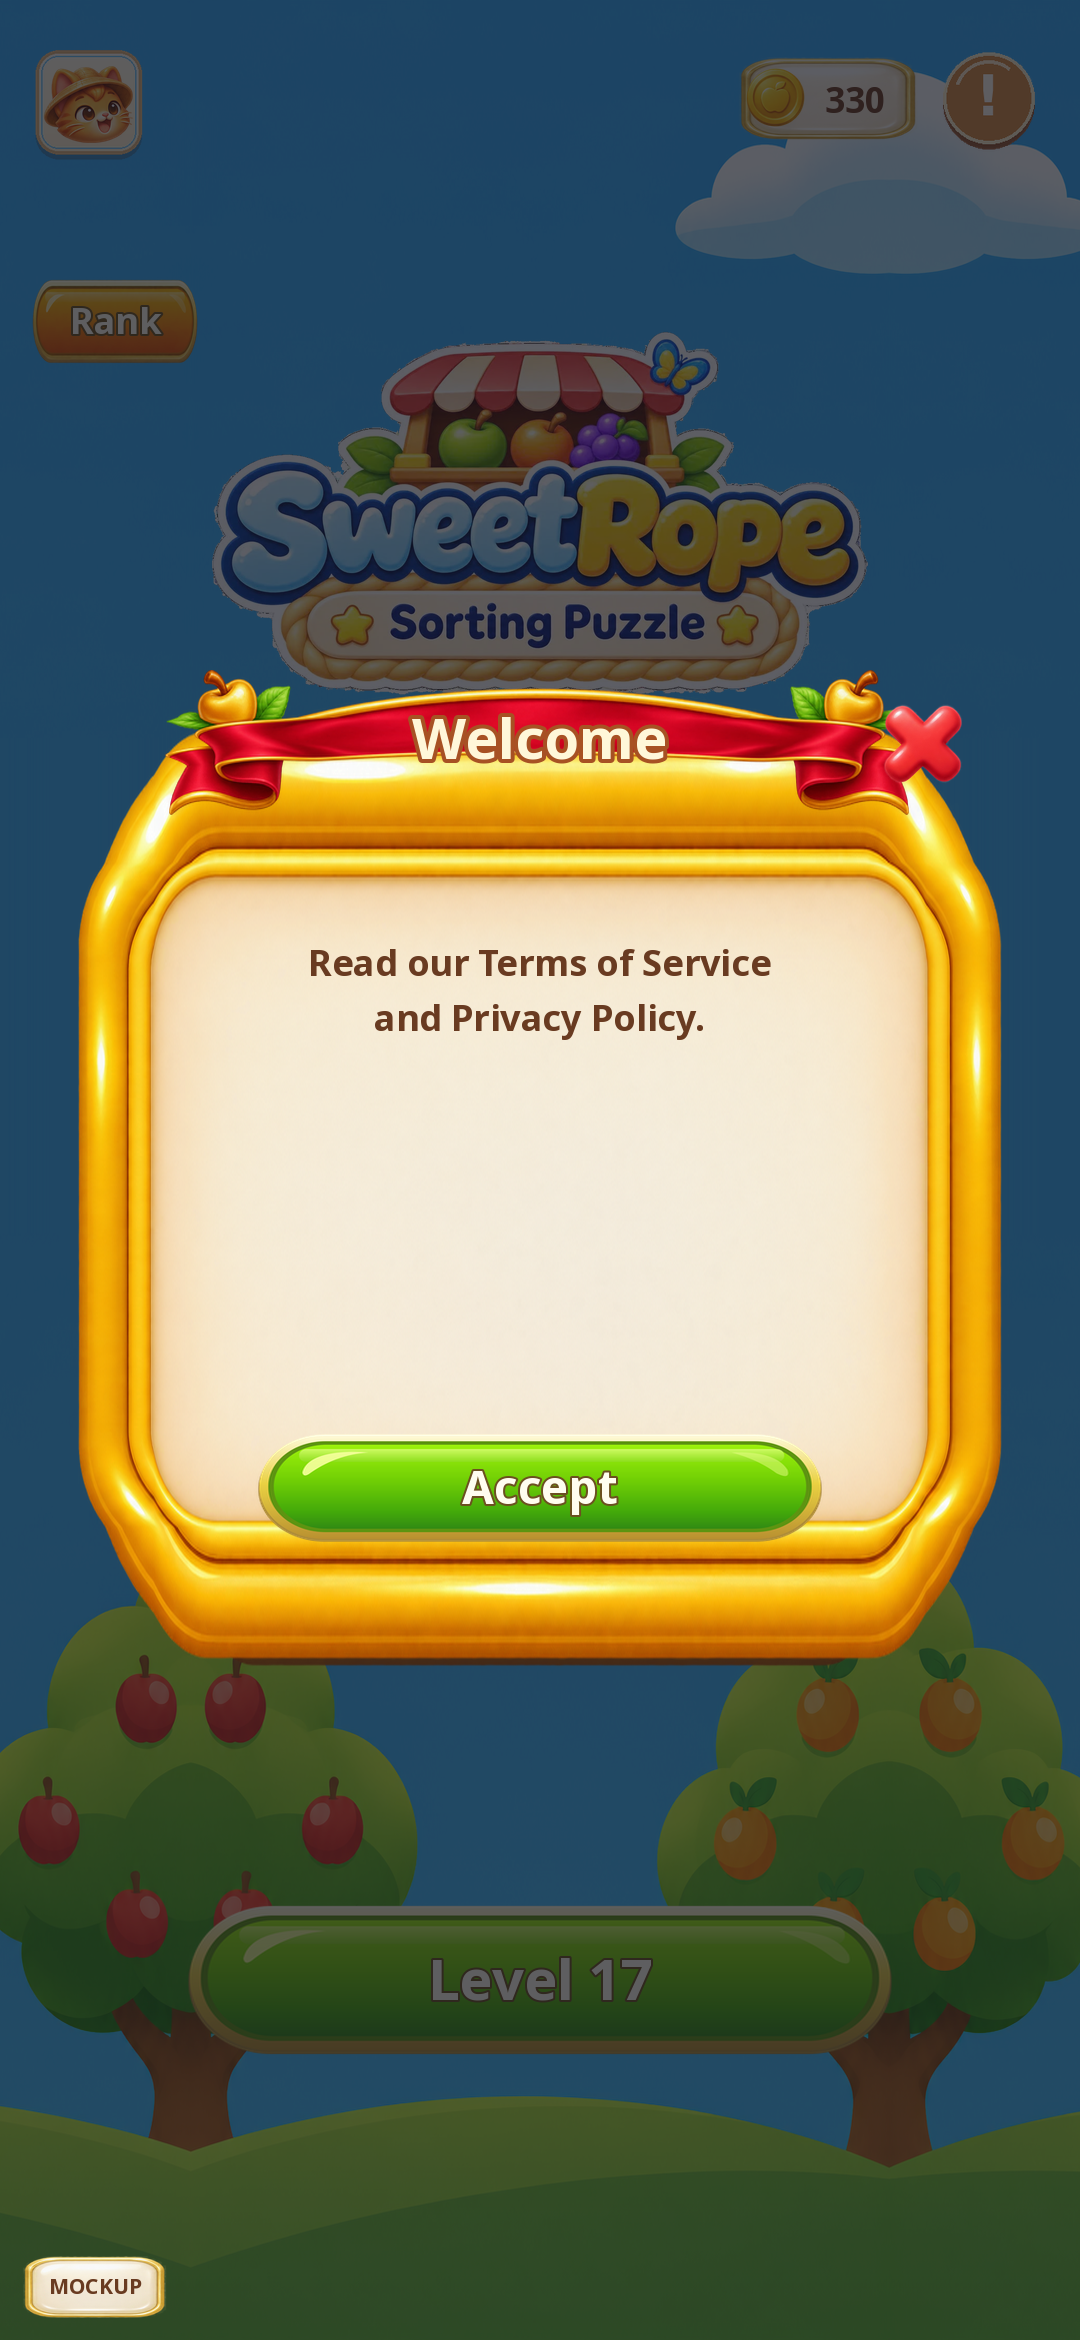 330
!
Rank
SweetRope
Sorting Puzzle
Welcome
Read our Terms of Service
and Privacy Policy.
Accept
Level 17
MOCKUP